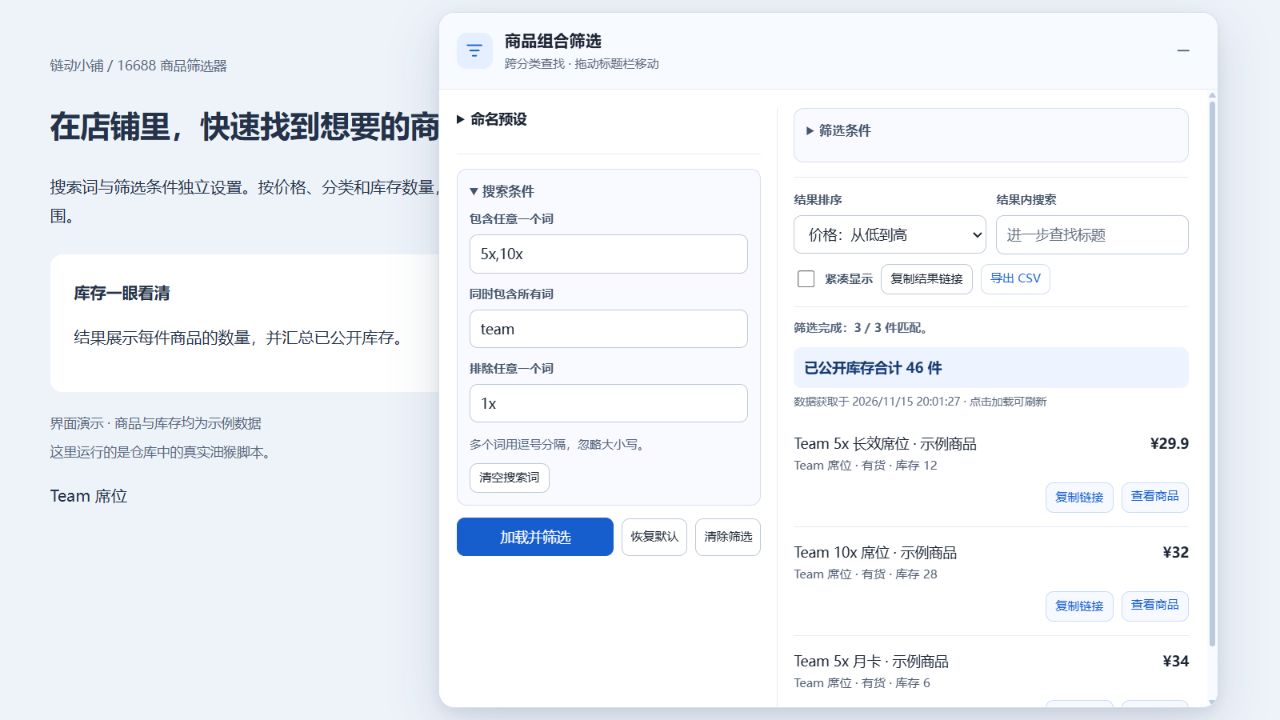 链动小铺 / 16688 商品筛选器
在店铺里，快速找到想要的商
搜索词与筛选条件独立设置。按价格、分类和库存数量，
围。
库存一眼看清
结果展示每件商品的数量，并汇总已公开库存。
界面演示 · 商品与库存均为示例数据
这里运行的是仓库中的真实油猴脚本。
Team 席位
商品组合筛选
跨分类查找 · 拖动标题栏移动
命名预设
搜索条件
包含任意一个词
5x,10x
同时包含所有词
team
排除任意一个词
1x
多个词用逗号分隔，忽略大小写。
清空搜索词
加载并筛选 恢复默认 清除筛选
筛选条件
结果排序 结果内搜索
价格：从低到高 进一步查找标题
紧凑显示 复制结果链接 导出 CSV
筛选完成：3 / 3 件匹配。
已公开库存合计 46 件
数据获取于 2026/11/15 20:01:27 · 点击加载可刷新
Team 5x 长效席位 · 示例商品 ¥29.9
Team 席位 · 有货 · 库存 12
复制链接 查看商品
Team 10x 席位 · 示例商品 ¥32
Team 席位 · 有货 · 库存 28
复制链接 查看商品
Team 5x 月卡 · 示例商品 ¥34
Team 席位 · 有货 · 库存 6